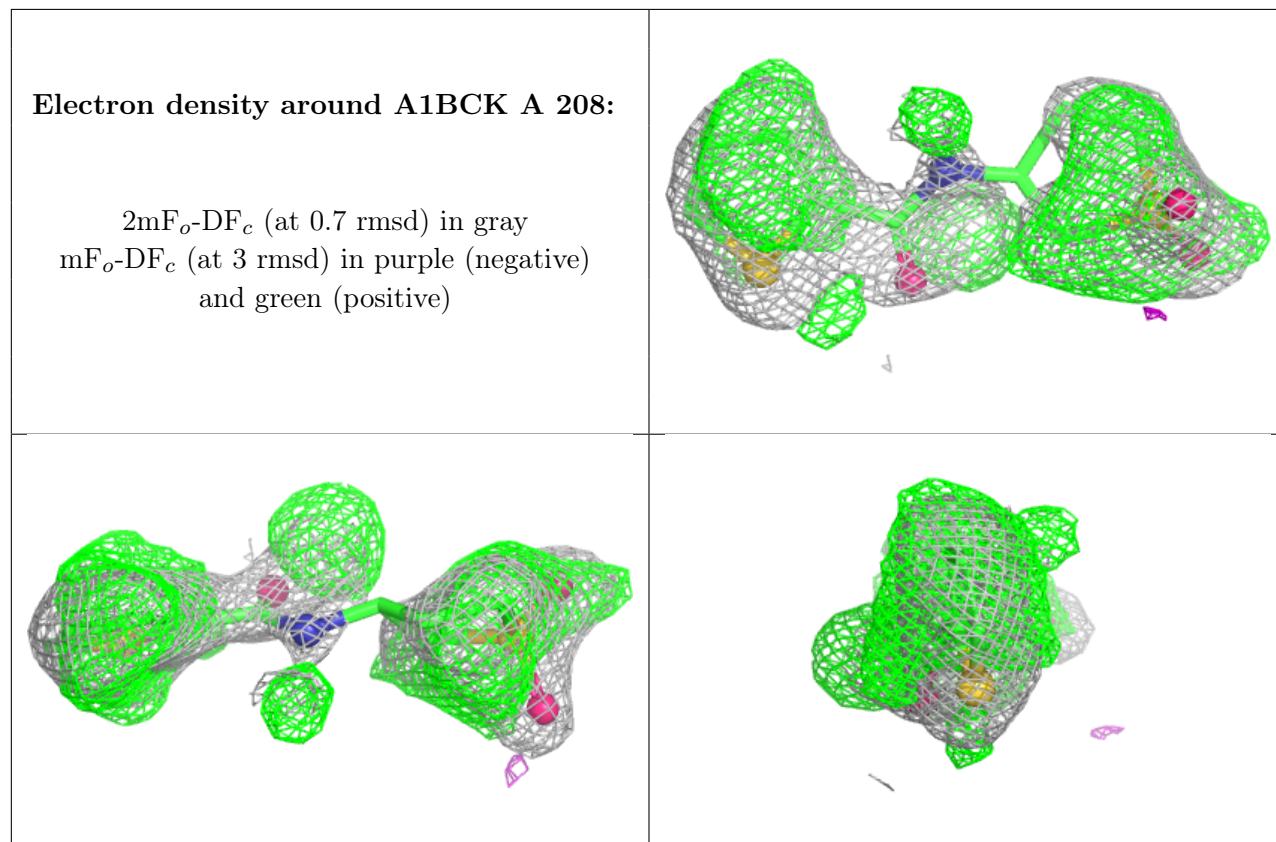 Electron density around A1BCK A 208:
2mFo-DFc (at 0.7 rmsd) in gray
mFo-DFc (at 3 rmsd) in purple (negative)
and green (positive)